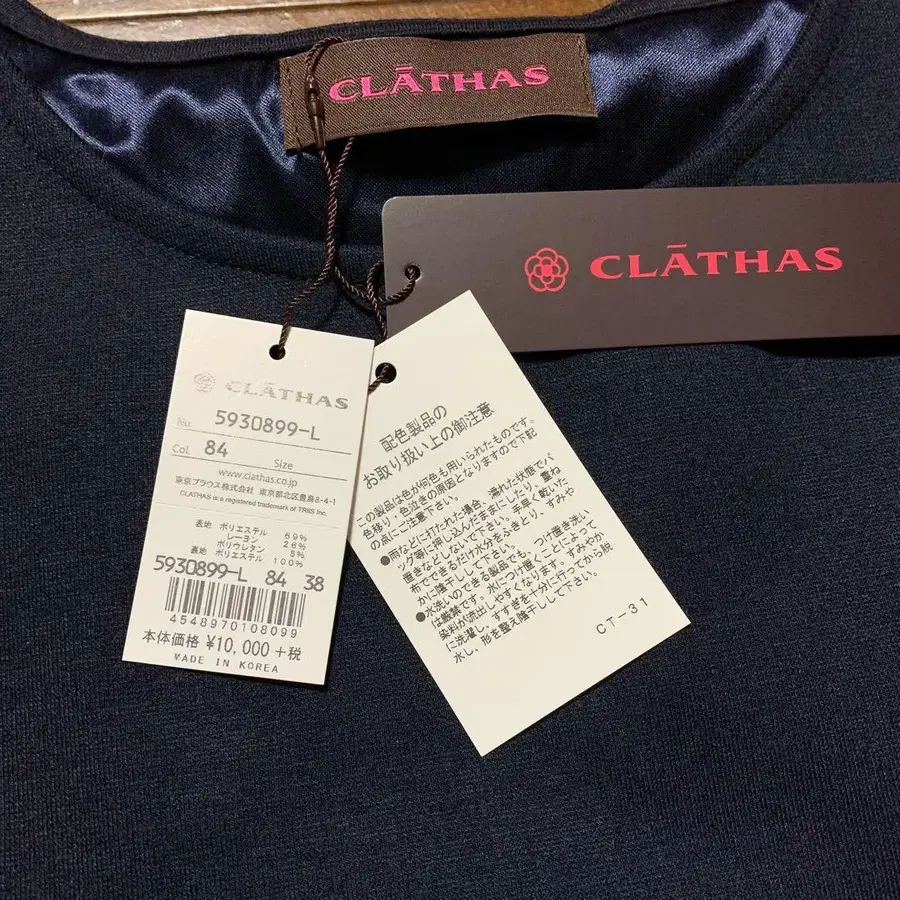 CLĀTHAS
CLĀTHAS
CLĀTHAS
No. 5930899-L
Col. 84 Size
www.clathas.co.jp
東京ブラウス株式会社 東京都北区豊島8-4-1
CLATHAS is a registered trademark of TRIIS Inc.
表地 ポリエステル 69%
レーヨン 26%
ポリウレタン 5%
裏地 ポリエステル 100%
5930899-L 84 38
4548970108099
本体価格 ¥10,000 +税
MADE IN KOREA
配色製品の
お取り扱い上の御注意
この製品は色が何色も用いられたものです。
色移り・色泣きの原因となりますので下記
の点にご注意下さい。
●雨などに打たれた場合、濡れた状態でバ
ッグ等に押し込んだままにしたり、重ね
置きなどしないで下さい。手早く乾いた
布でできるだけ水分をふきとり、すみや
かに陰干しして下さい。
●水洗いのできる製品でも、つけ置き洗い
は厳禁です。水につけ置くことによって
染料が流出しやすくなります。すみやか
に洗濯し、すすぎを十分に行ってから脱
水し、形を整え陰干しして下さい。
CT-31